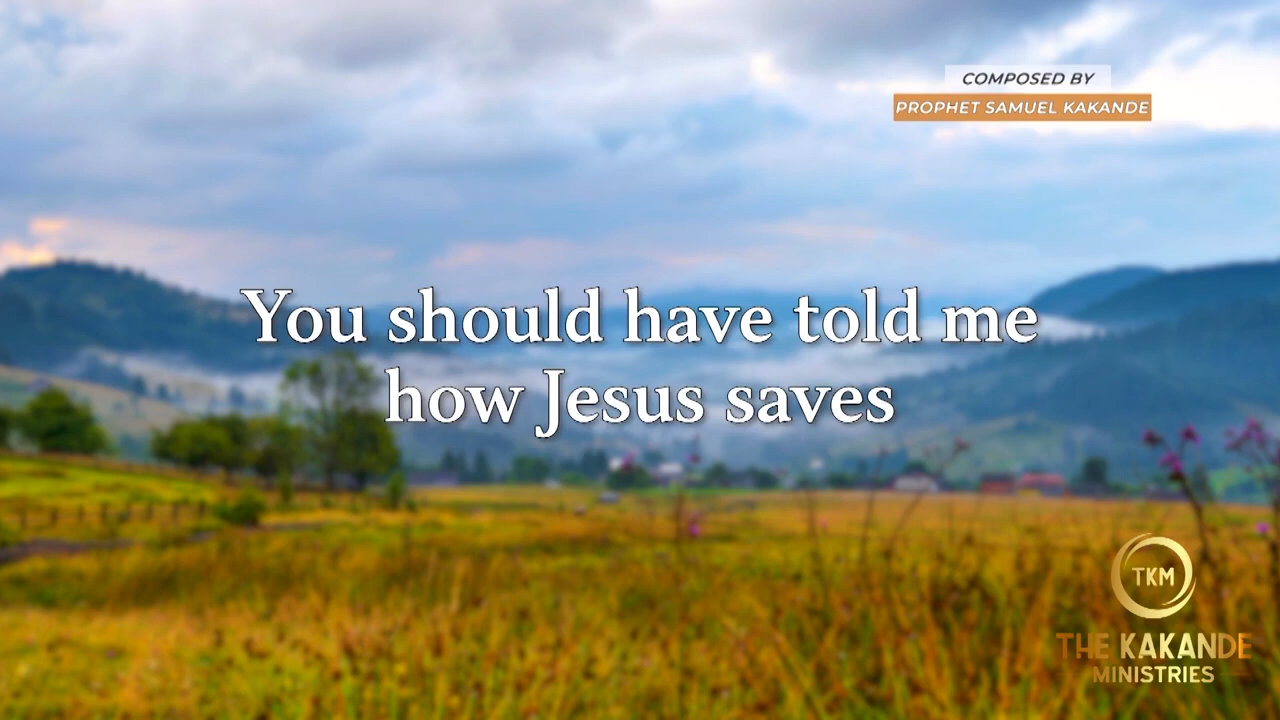 COMPOSED BY
PROPHET SAMUEL KAKANDE
You should have told me
how Jesus saves
TKM
THE KAKANDE
MINISTRIES